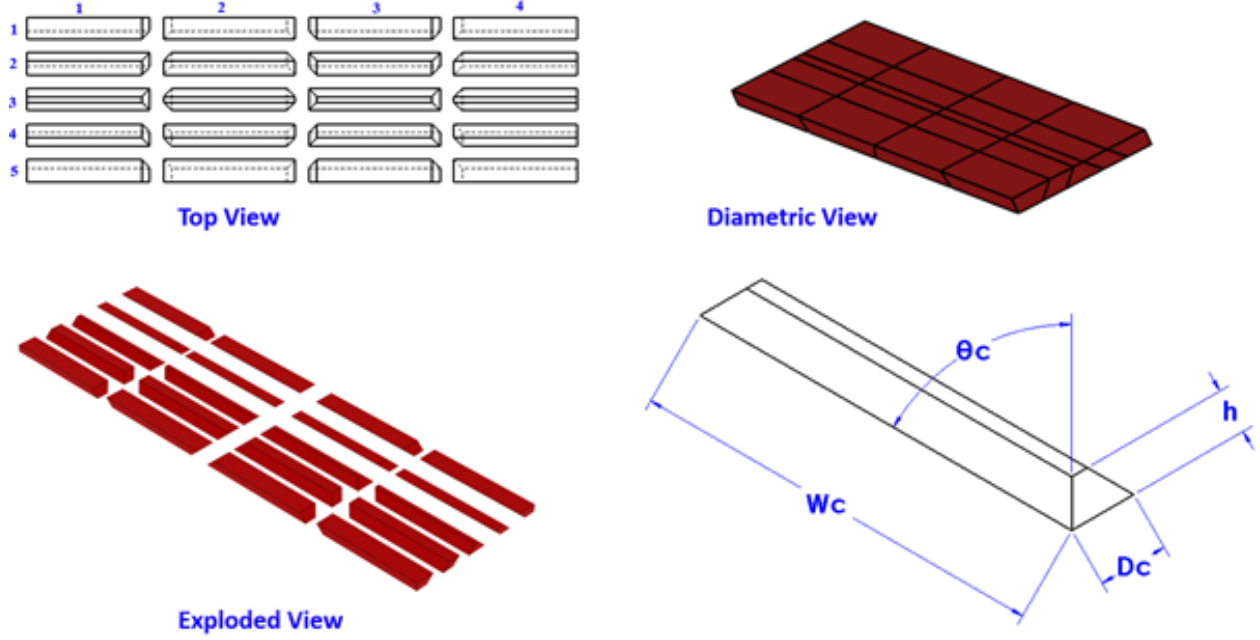 1 2 3 4
1
2
3
4
5
Top View
Diametric View
Exploded View
θc
h
Wc
Dc